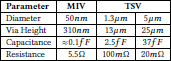 Parameter MIV TSV
Diameter 50nm 1.3μm 5μm
Via Height 310nm 13μm 25μm
Capacitance ≈0.1fF 2.5fF 37fF
Resistance 5.5Ω 100mΩ 20mΩ